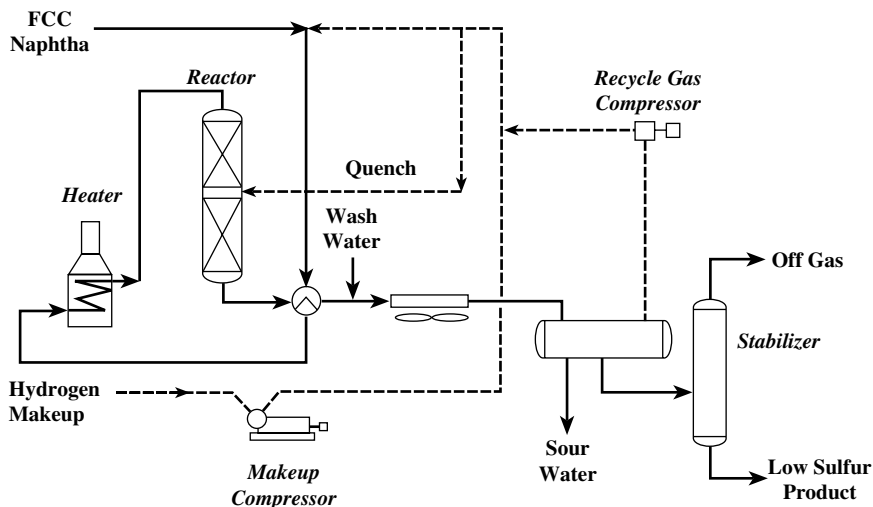 FCC
Naphtha
Reactor
Recycle Gas
Compressor
Quench
Heater
Wash
Water
Off Gas
Stabilizer
Hydrogen
Makeup
Sour
Water
Makeup
Compressor
Low Sulfur
Product